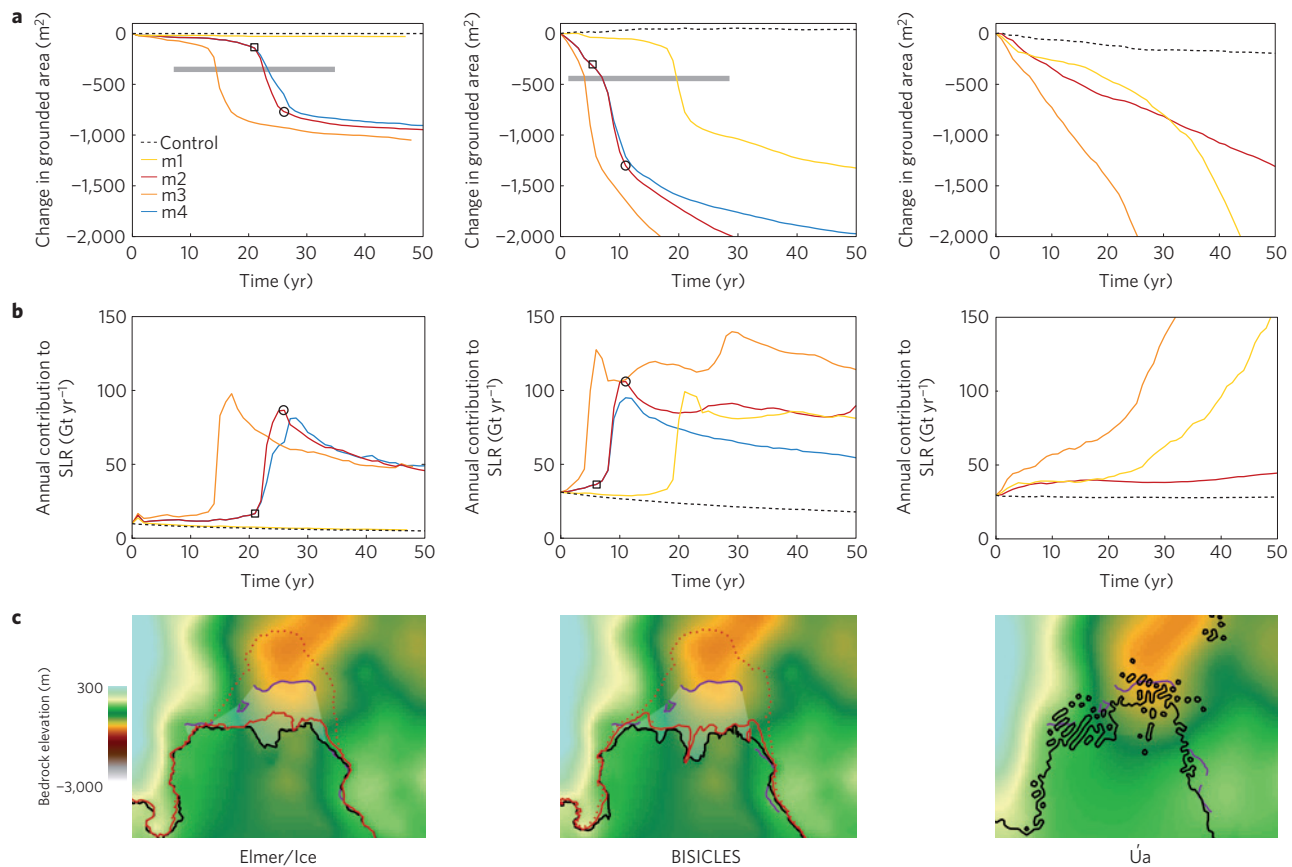 a
Change in grounded area (m²)
0
−500
−1,000
−1,500
−2,000
Control
m1
m2
m3
m4
0 10 20 30 40 50
Time (yr)
Change in grounded area (m²)
0
−500
−1,000
−1,500
−2,000
0 10 20 30 40 50
Time (yr)
Change in grounded area (m²)
0
−500
−1,000
−1,500
−2,000
0 10 20 30 40 50
Time (yr)
b
Annual contribution to
SLR (Gt yr⁻¹)
150
100
50
0
0 10 20 30 40 50
Time (yr)
Annual contribution to
SLR (Gt yr⁻¹)
150
100
50
0
0 10 20 30 40 50
Time (yr)
Annual contribution to
SLR (Gt yr⁻¹)
150
100
50
0
0 10 20 30 40 50
Time (yr)
c
Bedrock elevation (m)
300
−3,000
Elmer/Ice
BISICLES
Úa